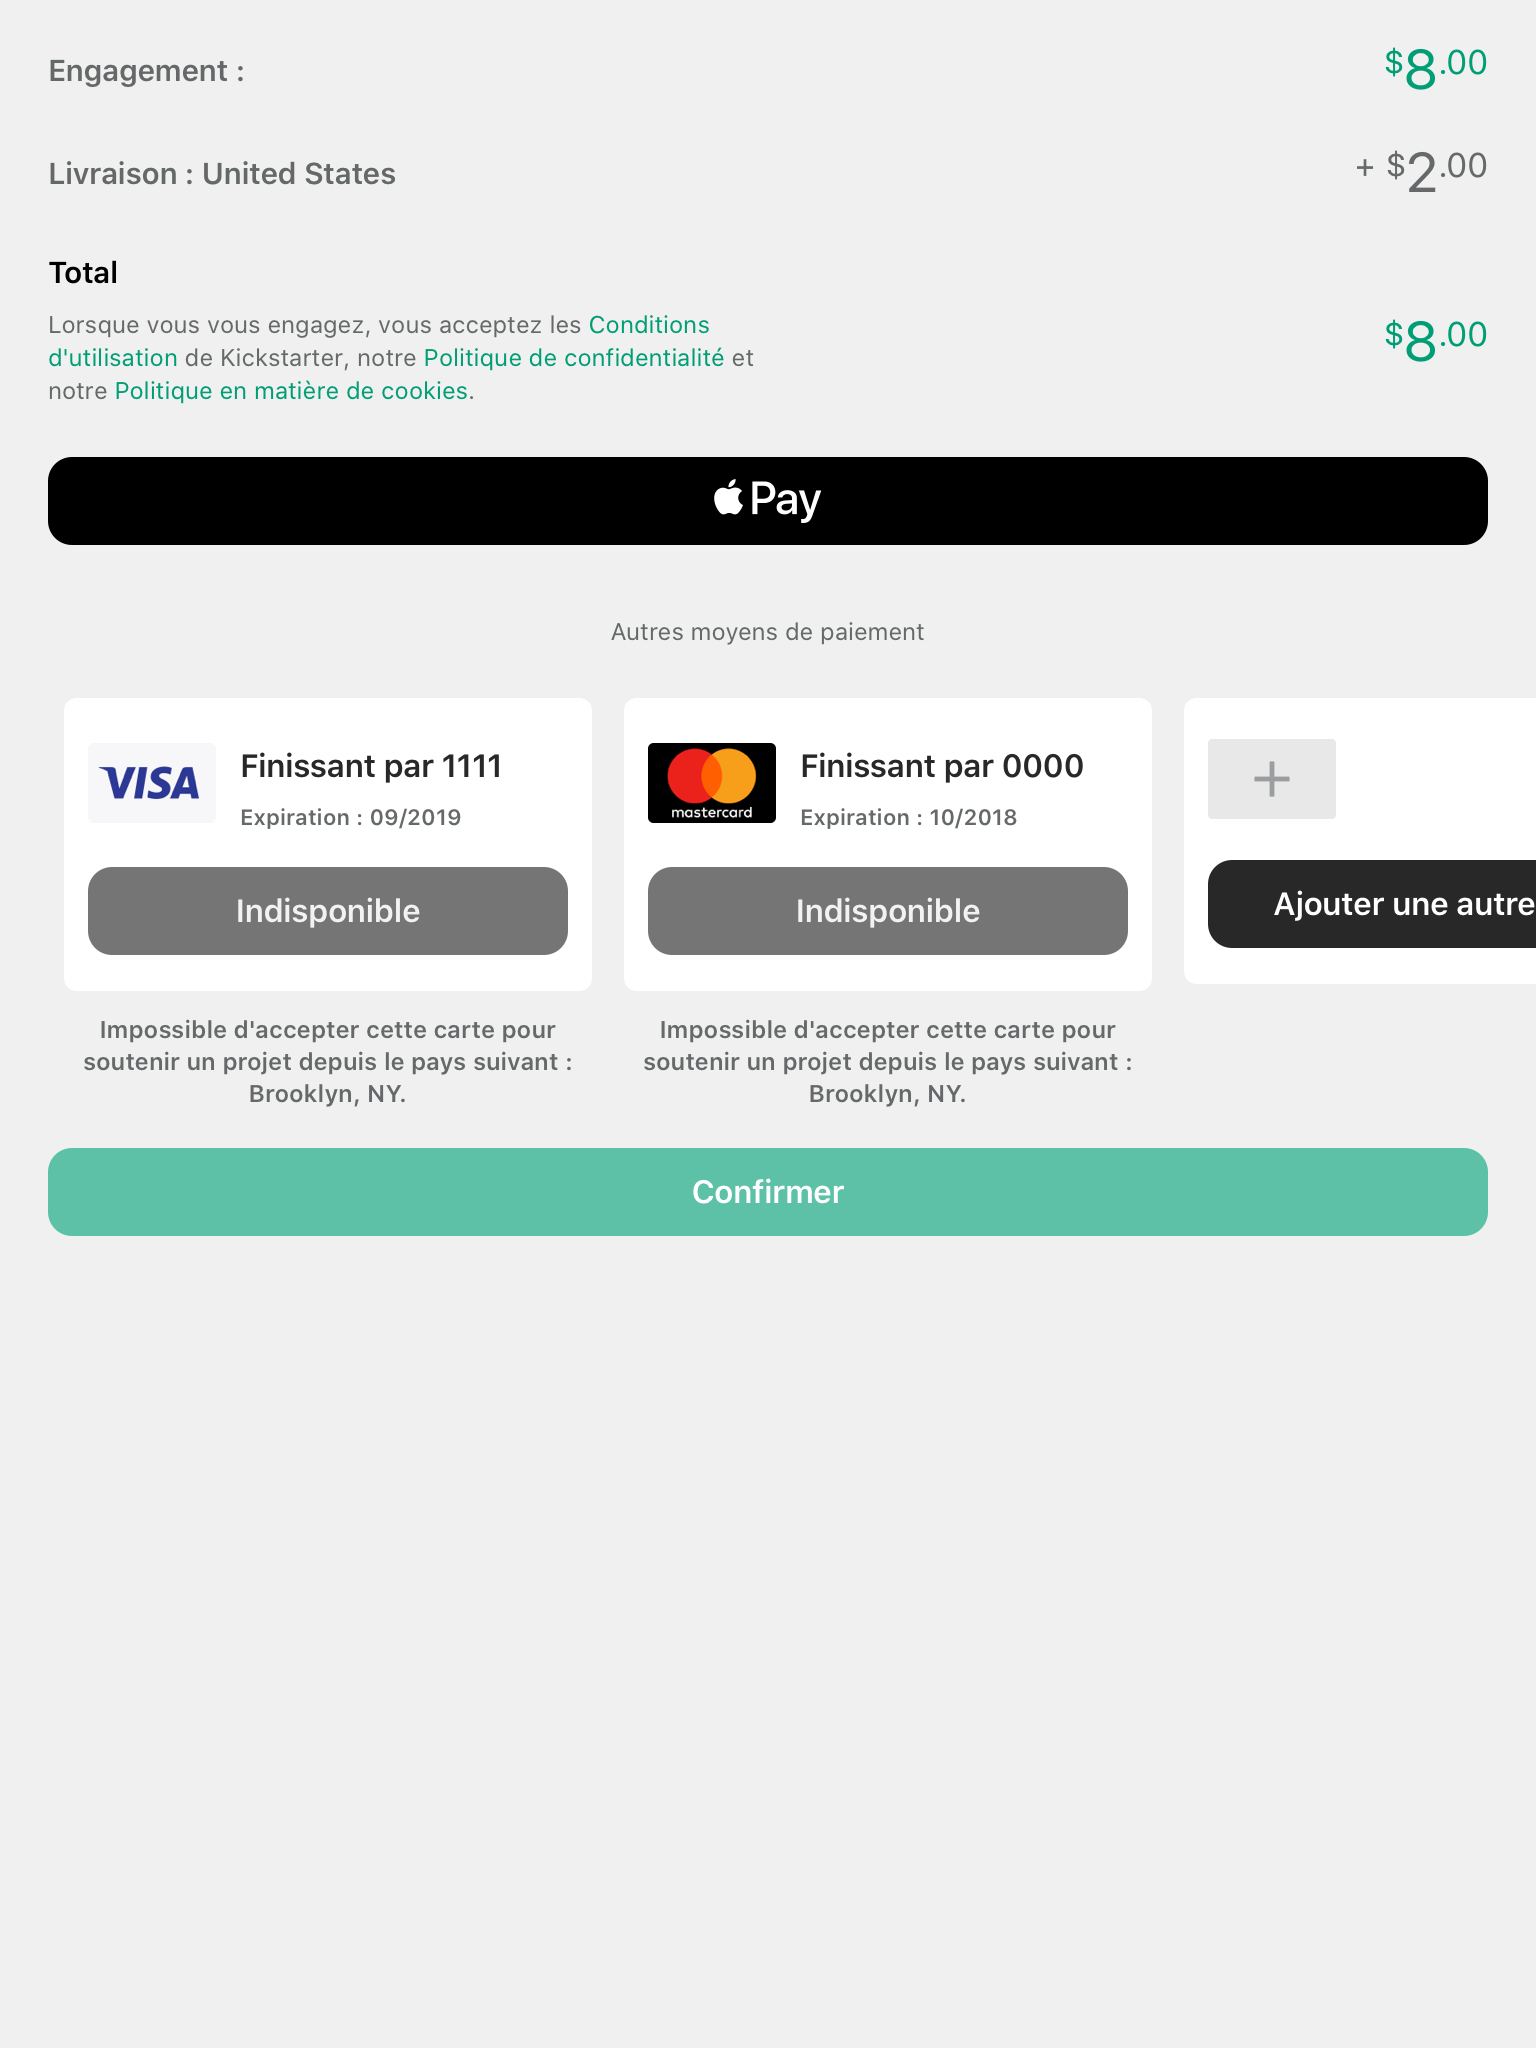 Engagement :
$8.00
Livraison : United States
+ $2.00
Total
Lorsque vous vous engagez, vous acceptez les Conditions
d'utilisation de Kickstarter, notre Politique de confidentialité et
notre Politique en matière de cookies.
$8.00
Pay
Autres moyens de paiement
VISA
Finissant par 1111
Expiration : 09/2019
Indisponible
Impossible d'accepter cette carte pour
soutenir un projet depuis le pays suivant :
Brooklyn, NY.
mastercard
Finissant par 0000
Expiration : 10/2018
Indisponible
Impossible d'accepter cette carte pour
soutenir un projet depuis le pays suivant :
Brooklyn, NY.
Ajouter une autre
Confirmer